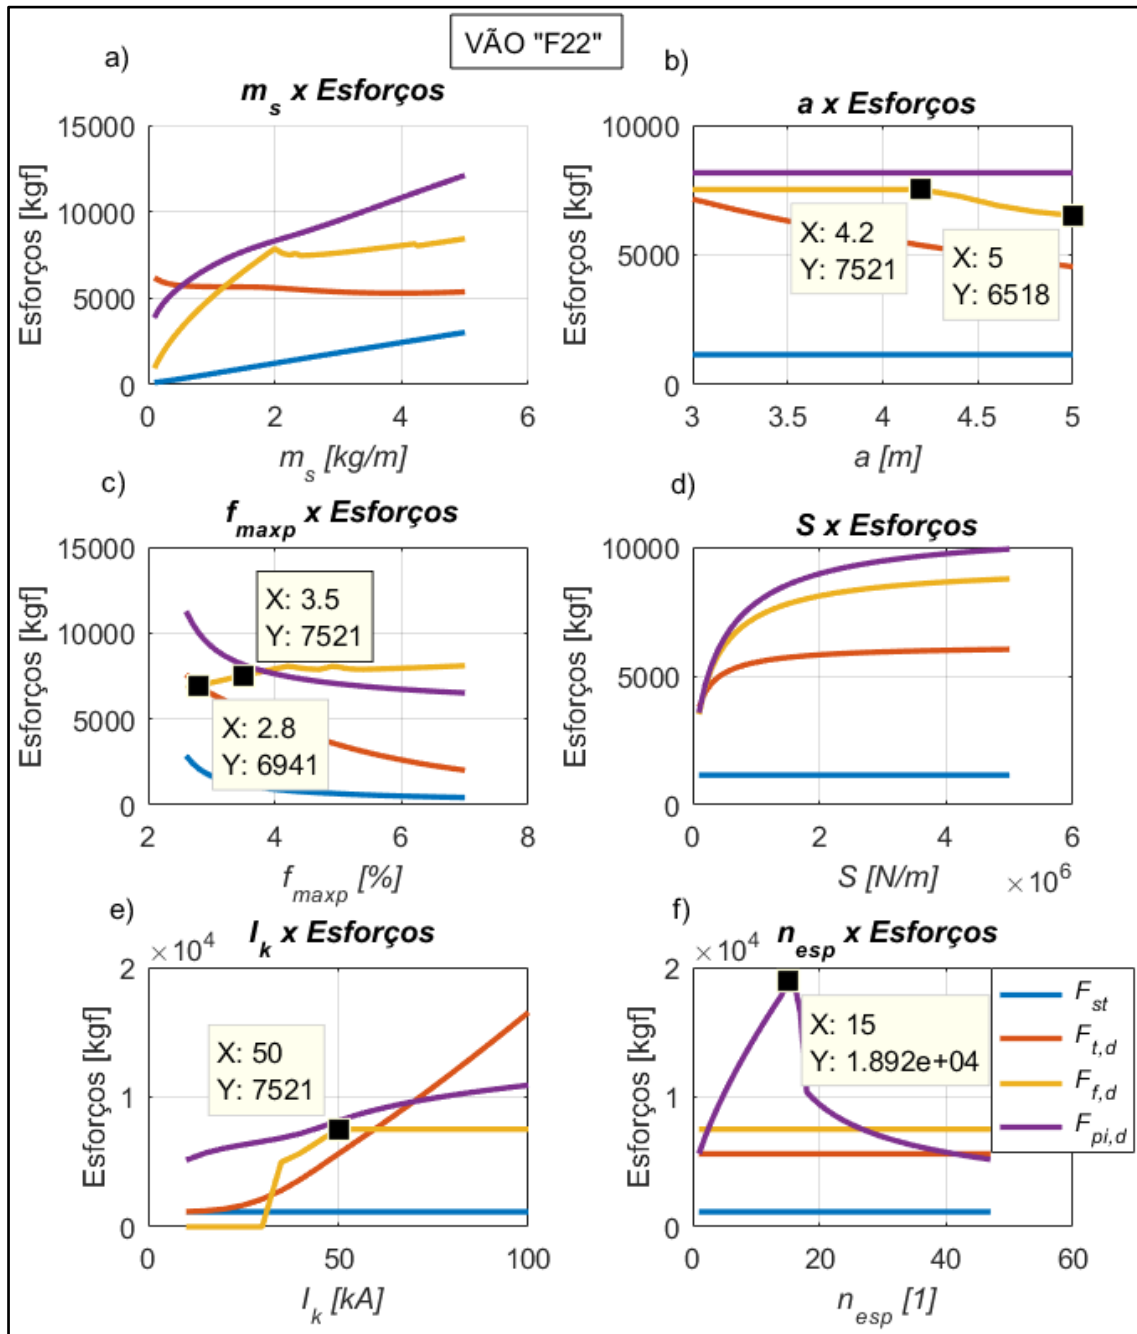 VÃO "F22"
a)
m_s x Esforços
15000
10000
5000
0
Esforços [kgf]
0 2 4 6
m_s [kg/m]
b)
a x Esforços
10000
5000
0
Esforços [kgf]
X: 4.2
Y: 7521
X: 5
Y: 6518
3 3.5 4 4.5 5
a [m]
c)
f_maxp x Esforços
15000
10000
5000
0
Esforços [kgf]
X: 3.5
Y: 7521
X: 2.8
Y: 6941
2 4 6 8
f_maxp [%]
d)
S x Esforços
10000
5000
0
Esforços [kgf]
0 2 4 6
S [N/m]
×10^6
e)
I_k x Esforços
×10^4
2
1
0
Esforços [kgf]
X: 50
Y: 7521
0 50 100
I_k [kA]
f)
n_esp x Esforços
×10^4
2
1
0
Esforços [kgf]
X: 15
Y: 1.892e+04
F_st
F_t,d
F_f,d
F_pi,d
0 20 40 60
n_esp [1]